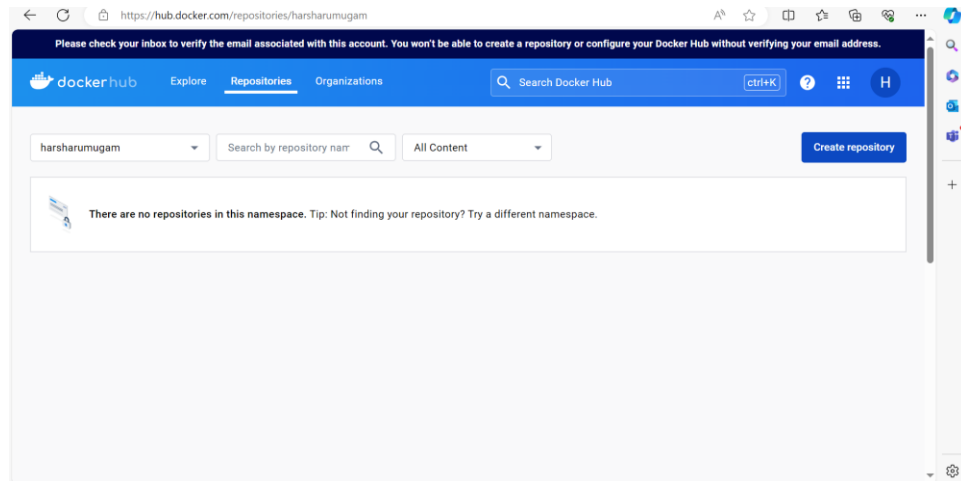 https://hub.docker.com/repositories/harsharumugam
Please check your inbox to verify the email associated with this account. You won't be able to create a repository or configure your Docker Hub without verifying your email address.
dockerhub
Explore
Repositories
Organizations
Search Docker Hub
ctrl+K
?
H
harsharumugam
Search by repository nam
All Content
Create repository
There are no repositories in this namespace. Tip: Not finding your repository? Try a different namespace.